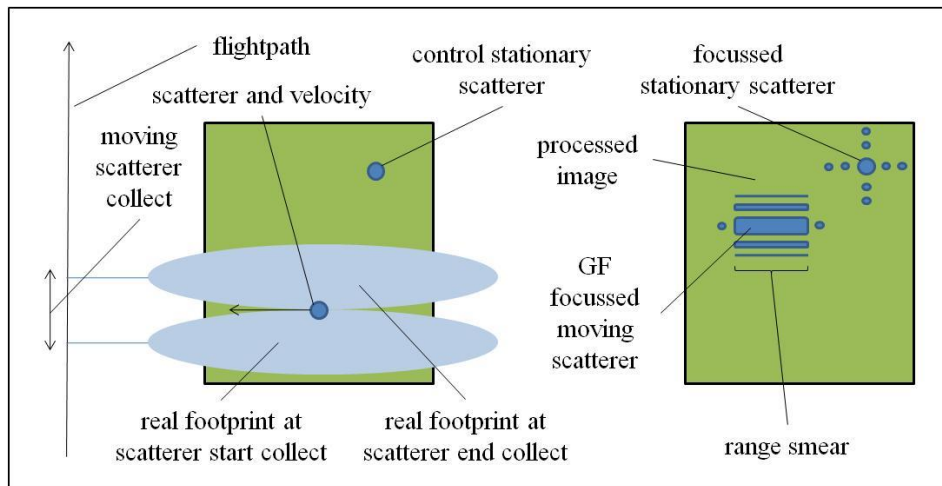 flightpath
scatterer and velocity
moving
scatterer
collect
control stationary
scatterer
real footprint at
scatterer start collect
real footprint at
scatterer end collect
focussed
stationary scatterer
processed
image
GF
focussed
moving
scatterer
range smear